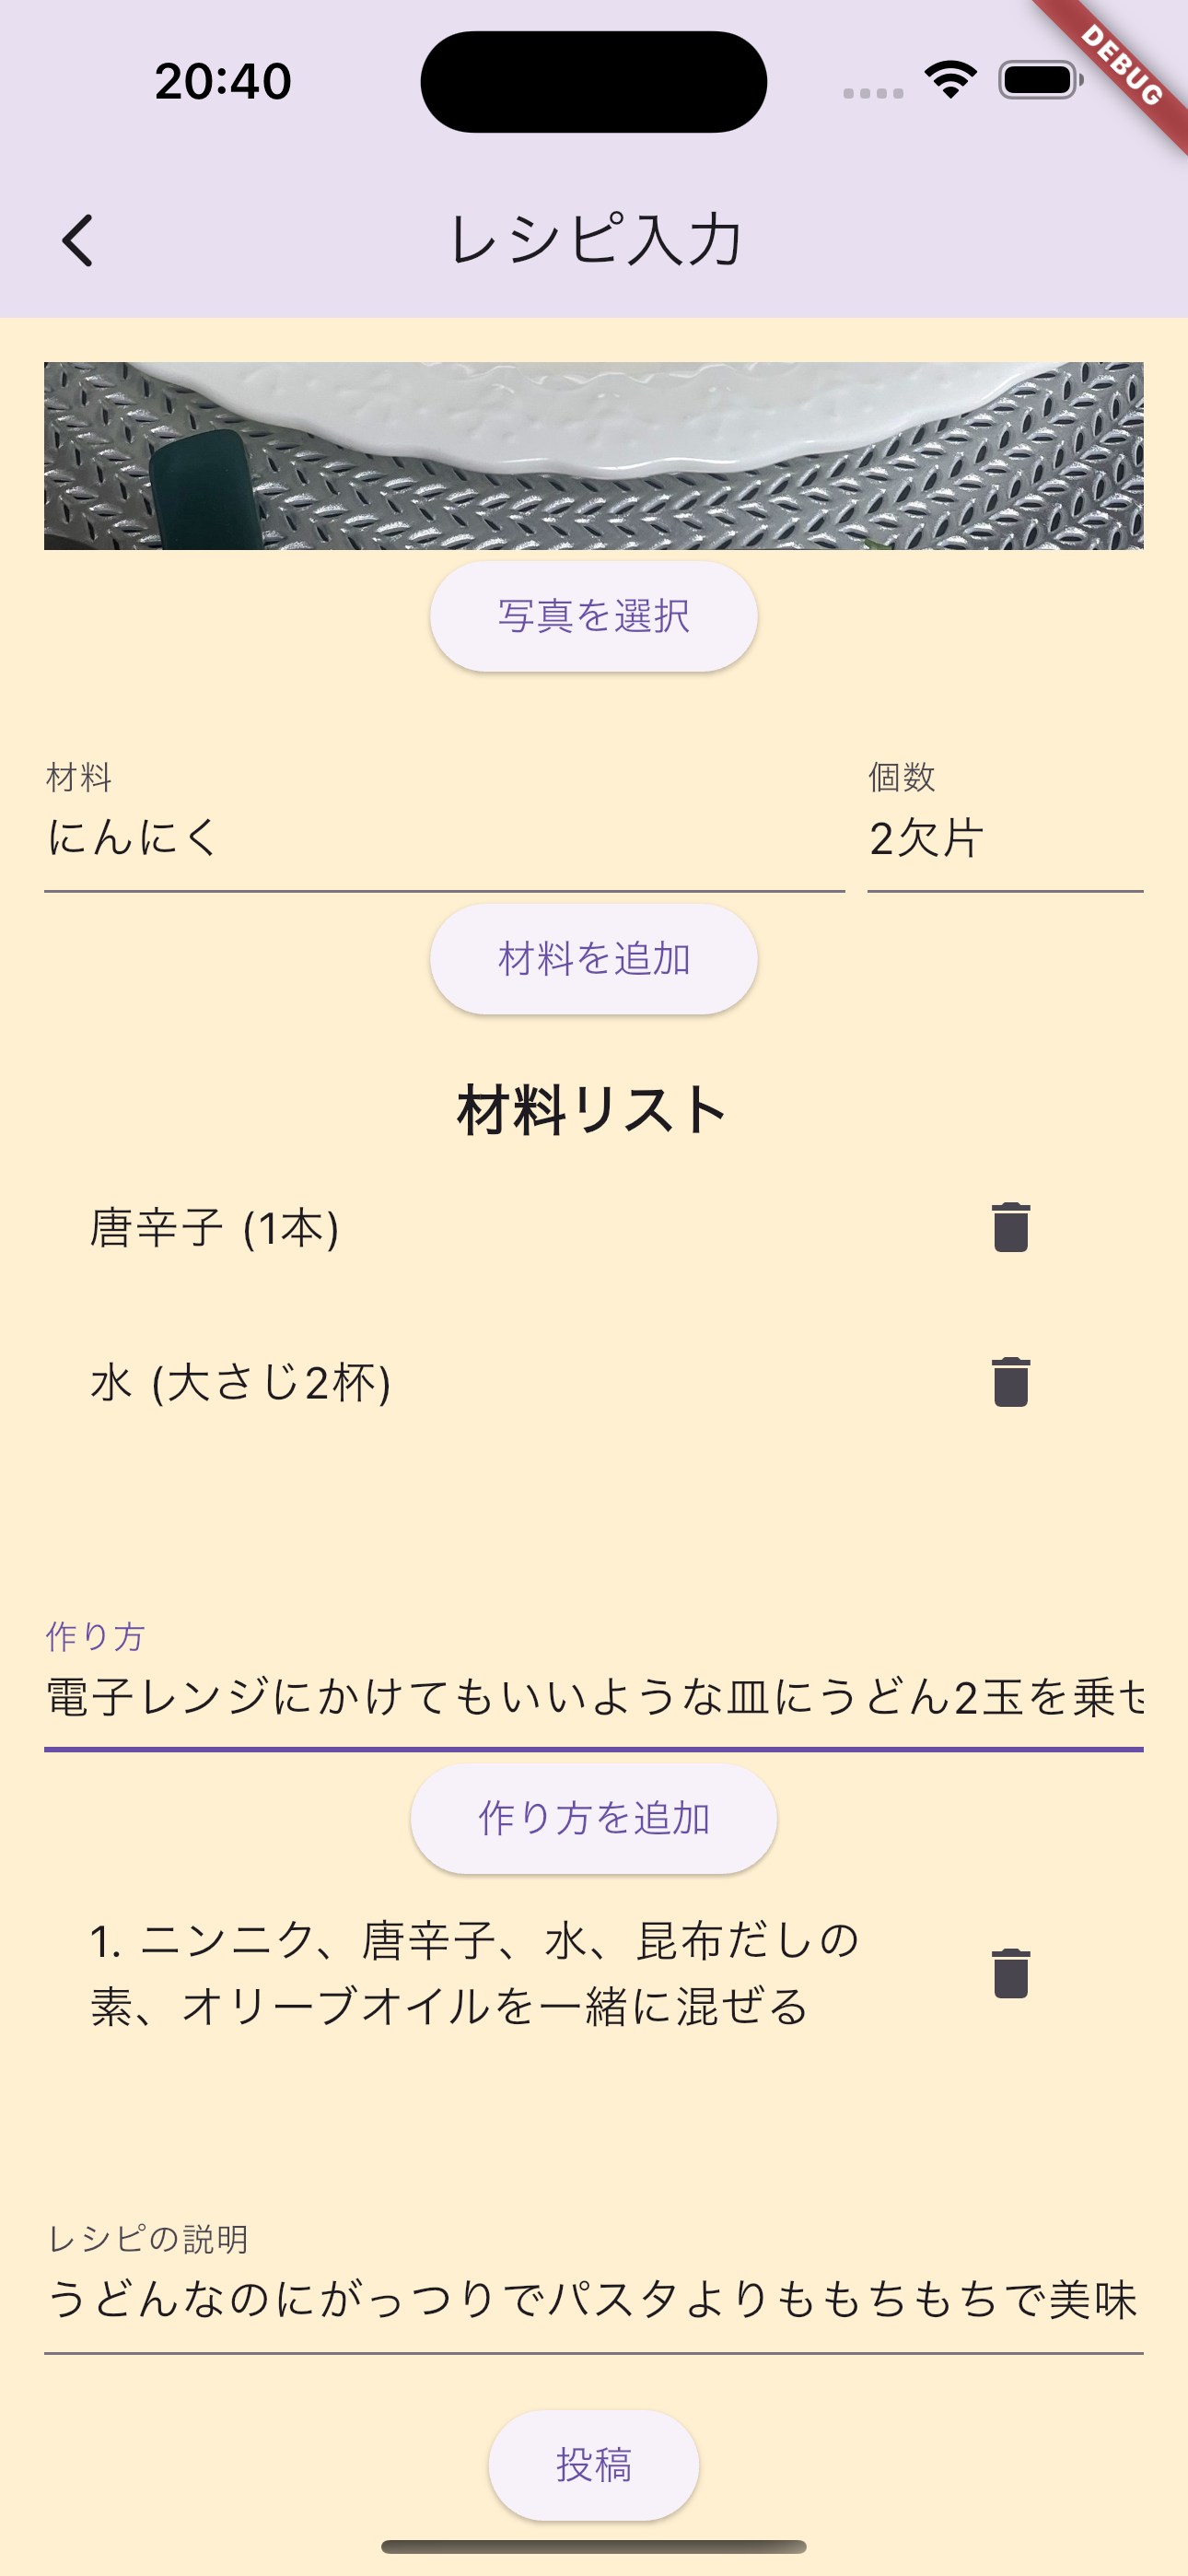 20:40
DEBUG
レシピ入力
写真を選択
材料
個数
にんにく
2欠片
材料を追加
材料リスト
唐辛子 (1本)
水 (大さじ2杯)
作り方
電子レンジにかけてもいいような皿にうどん2玉を乗せ
作り方を追加
1. ニンニク、唐辛子、水、昆布だしの
素、オリーブオイルを一緒に混ぜる
レシピの説明
うどんなのにがっつりでパスタよりももちもちで美味
投稿